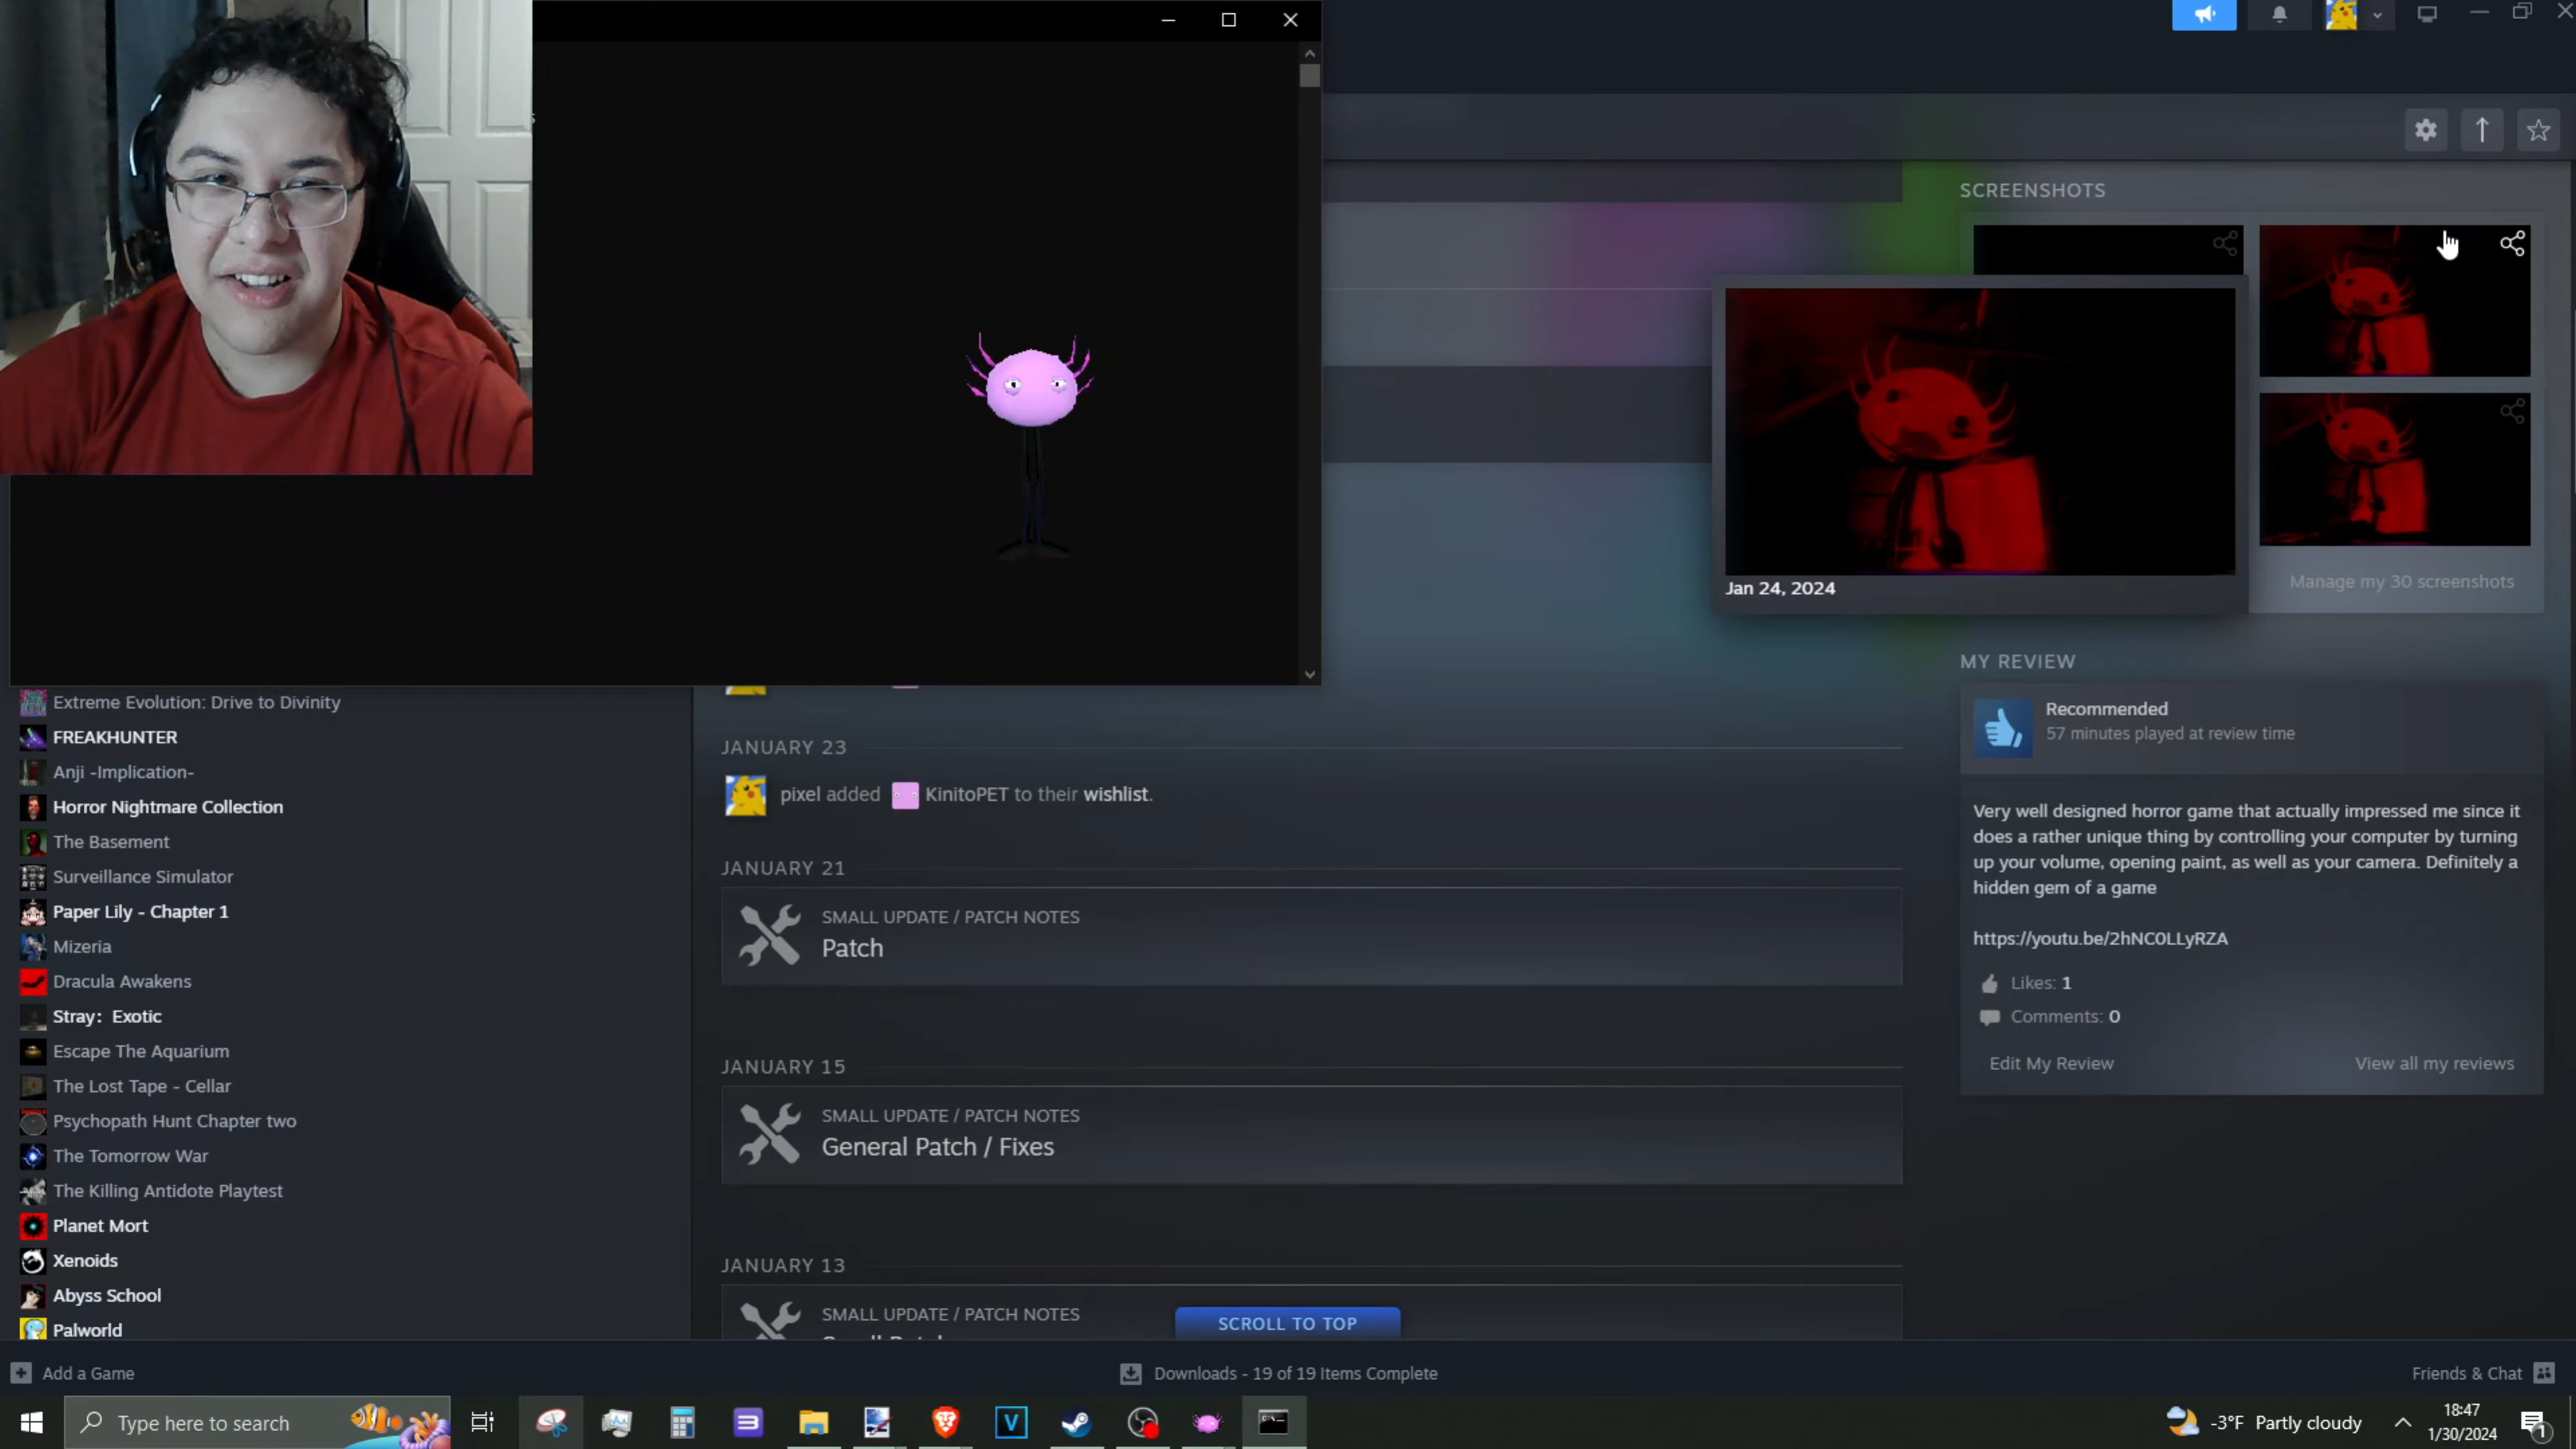 SCREENSHOTS
Jan 24, 2024
Manage my 30 screenshots
MY REVIEW
Recommended
57 minutes played at review time
Very well designed horror game that actually impressed me since it
does a rather unique thing by controlling your computer by turning
up your volume, opening paint, as well as your camera. Definitely a
hidden gem of a game
https://youtu.be/2hNC0LLyRZA
Likes: 1
Comments: 0
Edit My Review
View all my reviews
Extreme Evolution: Drive to Divinity
FREAKHUNTER
Anji -Implication-
Horror Nightmare Collection
The Basement
Surveillance Simulator
Paper Lily - Chapter 1
Mizeria
Dracula Awakens
Stray: Exotic
Escape The Aquarium
The Lost Tape - Cellar
Psychopath Hunt Chapter two
The Tomorrow War
The Killing Antidote Playtest
Planet Mort
Xenoids
Abyss School
Palworld
JANUARY 23
pixel added KinitoPET to their wishlist.
JANUARY 21
SMALL UPDATE / PATCH NOTES
Patch
JANUARY 15
SMALL UPDATE / PATCH NOTES
General Patch / Fixes
JANUARY 13
SMALL UPDATE / PATCH NOTES
SCROLL TO TOP
Add a Game
Downloads - 19 of 19 Items Complete
Friends & Chat
Type here to search
-3°F Partly cloudy
18:47
1/30/2024
1